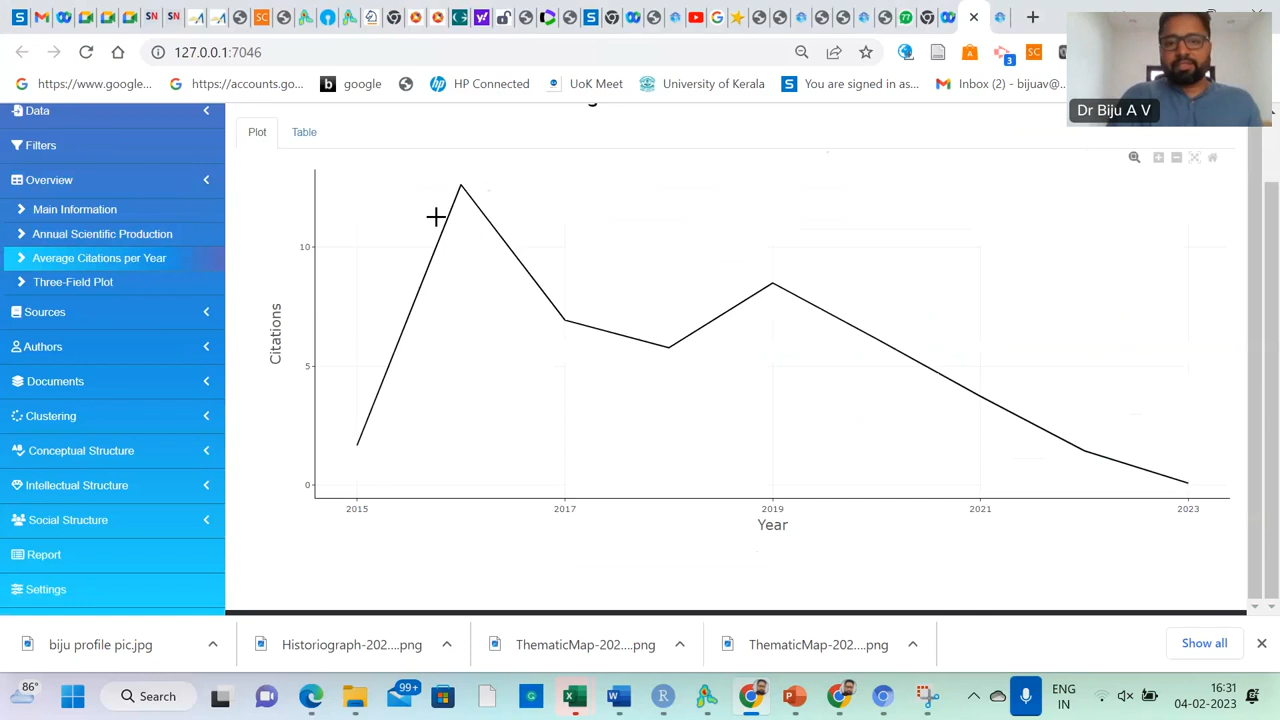 127.0.0.1:7046
SC
3
https://www.google...
https://accounts.go...
google
HP Connected
UoK Meet
University of Kerala
You are signed in as...
Inbox (2) - bijuav@...
Dr Biju A V
Data
Filters
Overview
Main Information
Annual Scientific Production
Average Citations per Year
Three-Field Plot
Sources
Authors
Documents
Clustering
Conceptual Structure
Intellectual Structure
Social Structure
Report
Settings
Plot
Table
Citations
10
5
0
2015
2017
2019
2021
2023
Year
biju profile pic.jpg
Historiograph-202....png
ThematicMap-202....png
ThematicMap-202....png
Show all
86°
Search
99+
ENG
IN
16:31
04-02-2023